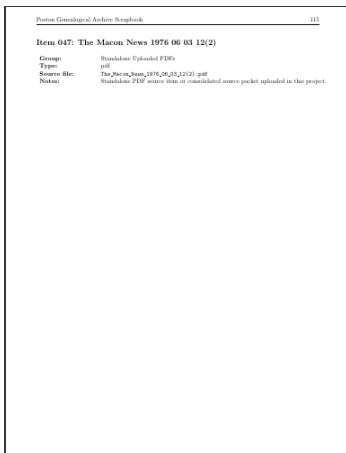 Poston Genealogical Archive Scrapbook 115
Item 047: The Macon News 1976 06 03 12(2)
Group: Standalone Uploaded PDFs
Type: pdf
Source file: The_Macon_News_1976_06_03_12(2).pdf
Notes: Standalone PDF source item or consolidated source packet uploaded in this project.